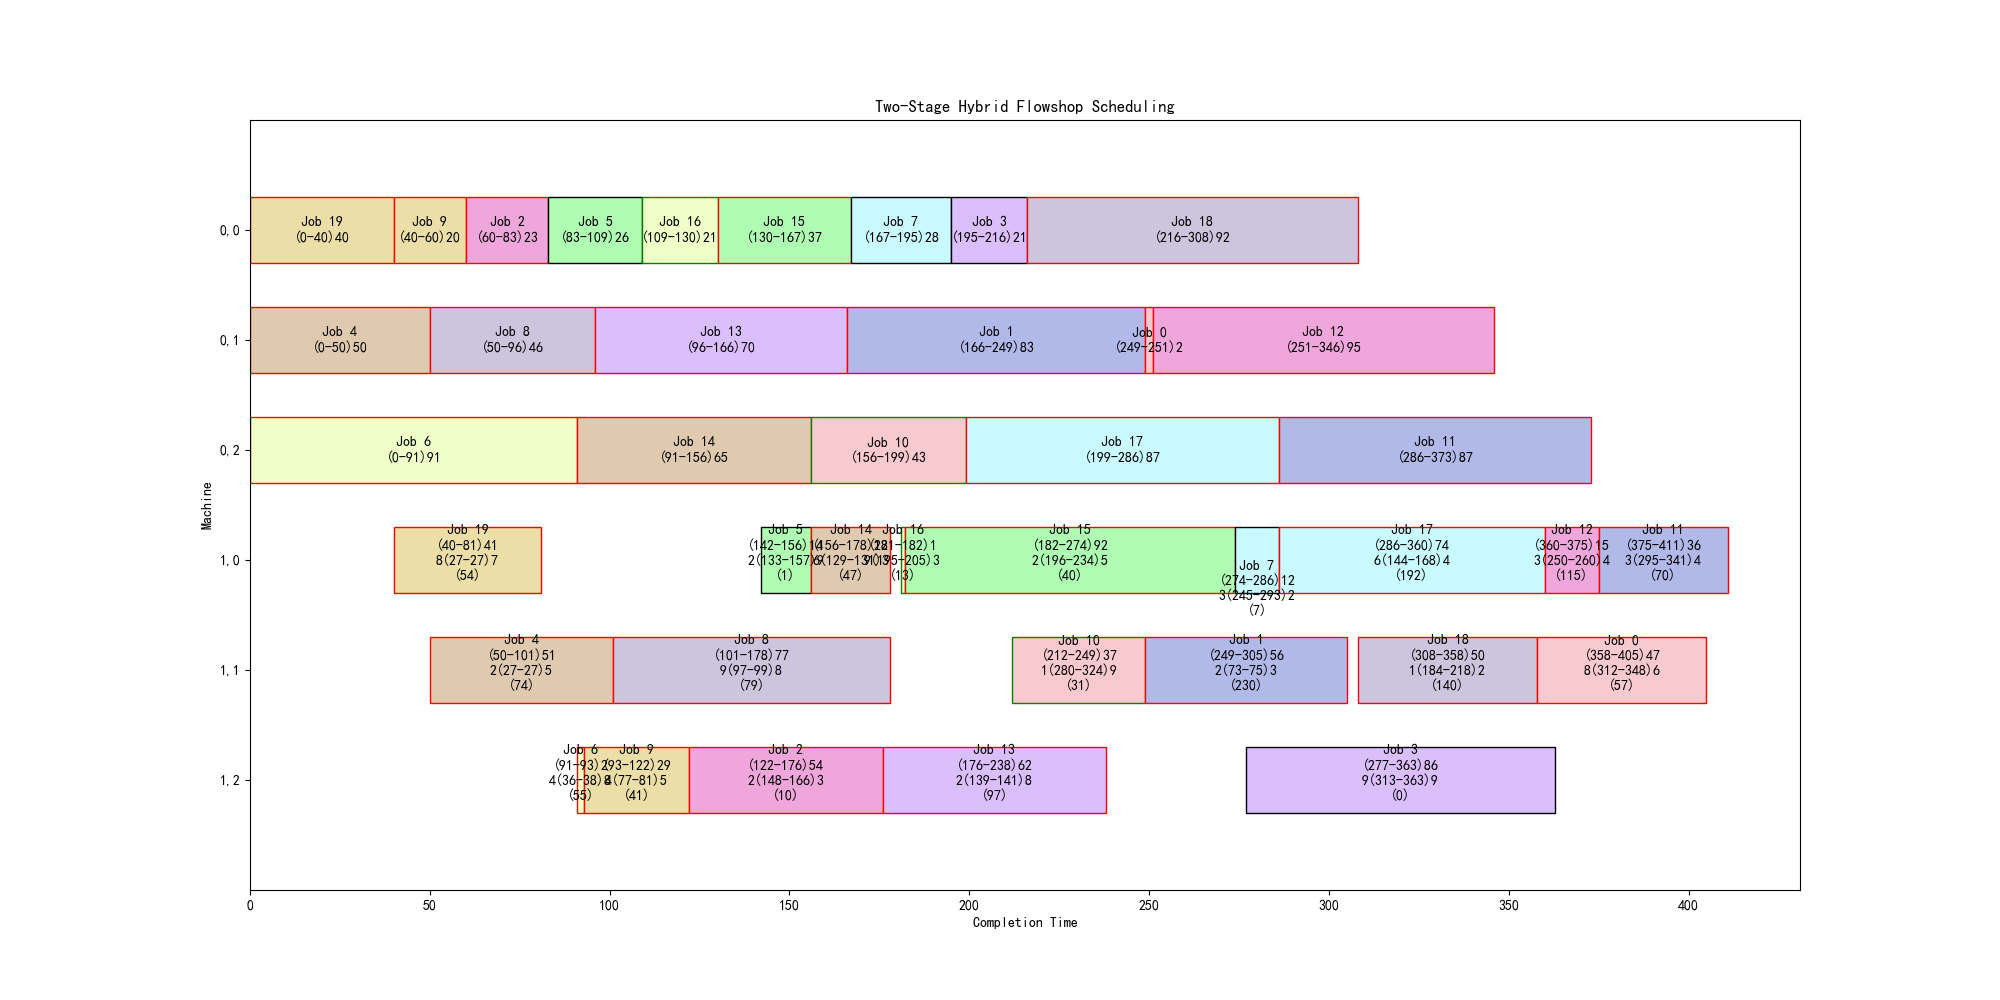 Two-Stage Hybrid Flowshop Scheduling
Machine
0,0
Job 19
(0-40)40
Job 9
(40-60)20
Job 2
(60-83)23
Job 5
(83-109)26
Job 16
(109-130)21
Job 15
(130-167)37
Job 7
(167-195)28
Job 3
(195-216)21
Job 18
(216-308)92
0,1
Job 4
(0-50)50
Job 8
(50-96)46
Job 13
(96-166)70
Job 1
(166-249)83
Job 0
(249-251)2
Job 12
(251-346)95
0,2
Job 6
(0-91)91
Job 14
(91-156)65
Job 10
(156-199)43
Job 17
(199-286)87
Job 11
(286-373)87
1,0
Job 19
(40-81)41
8(27-27)7
(54)
Job 5
(142-156)14
2(133-157)
(1)
Job 14
(156-178)22
(47)
Job 16
(181-182)1
(195-205)3
(13)
Job 15
(182-274)92
2(196-234)5
(40)
Job 7
(274-286)12
3(245-293)2
(7)
Job 17
(286-360)74
6(144-168)4
(192)
Job 12
(360-375)15
3(250-260)4
(115)
Job 11
(375-411)36
3(295-341)4
(70)
1,1
Job 4
(50-101)51
2(27-27)5
(74)
Job 8
(101-178)77
9(97-99)8
(79)
Job 10
(212-249)37
1(280-324)9
(31)
Job 1
(249-305)56
2(73-75)3
(230)
Job 18
(308-358)50
1(184-218)2
(140)
Job 0
(358-405)47
8(312-348)6
(57)
1,2
Job 6
(91-93)2
4(36-38)8
(55)
Job 9
(93-122)29
4(77-81)5
(41)
Job 2
(122-176)54
2(148-166)3
(10)
Job 13
(176-238)62
2(139-141)8
(97)
Job 3
(277-363)86
9(313-363)9
(0)
0 50 100 150 200 250 300 350 400
Completion Time